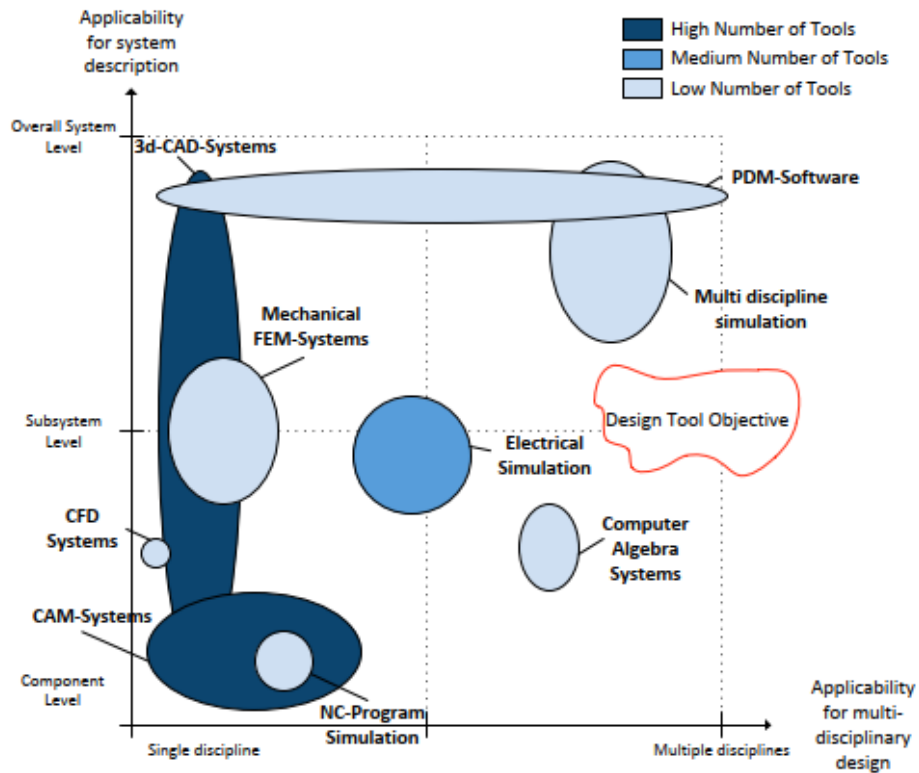 Applicability
for system
description
High Number of Tools
Medium Number of Tools
Low Number of Tools
Overall System
Level
3d-CAD-Systems
PDM-Software
Multi discipline
simulation
Mechanical
FEM-Systems
Subsystem
Level
Design Tool Objective
Electrical
Simulation
CFD
Systems
Computer
Algebra
Systems
CAM-Systems
Component
Level
NC-Program
Simulation
Applicability
for multi-
disciplinary
design
Single discipline
Multiple disciplines